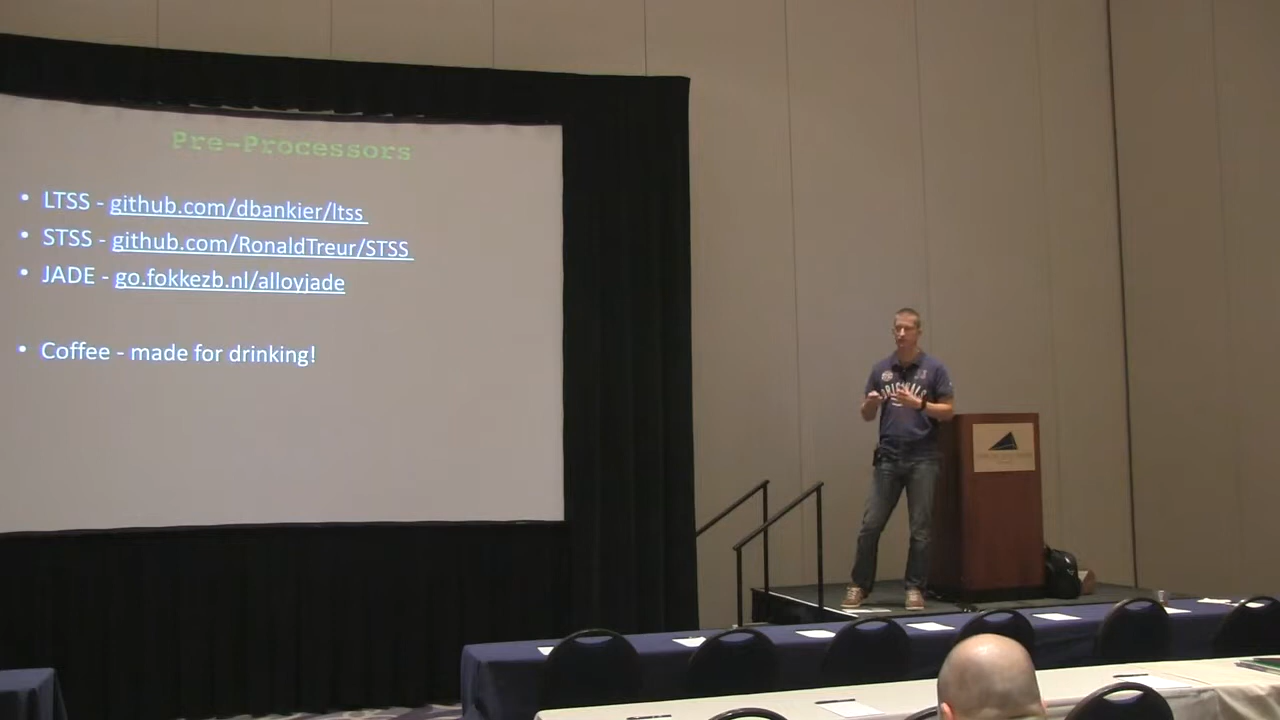 Pre-Processors
• LTSS - github.com/dbankier/ltss
• STSS - github.com/RonaldTreur/STSS
• JADE - go.fokkezb.nl/alloyjade
• Coffee - made for drinking!
ORIGINALS